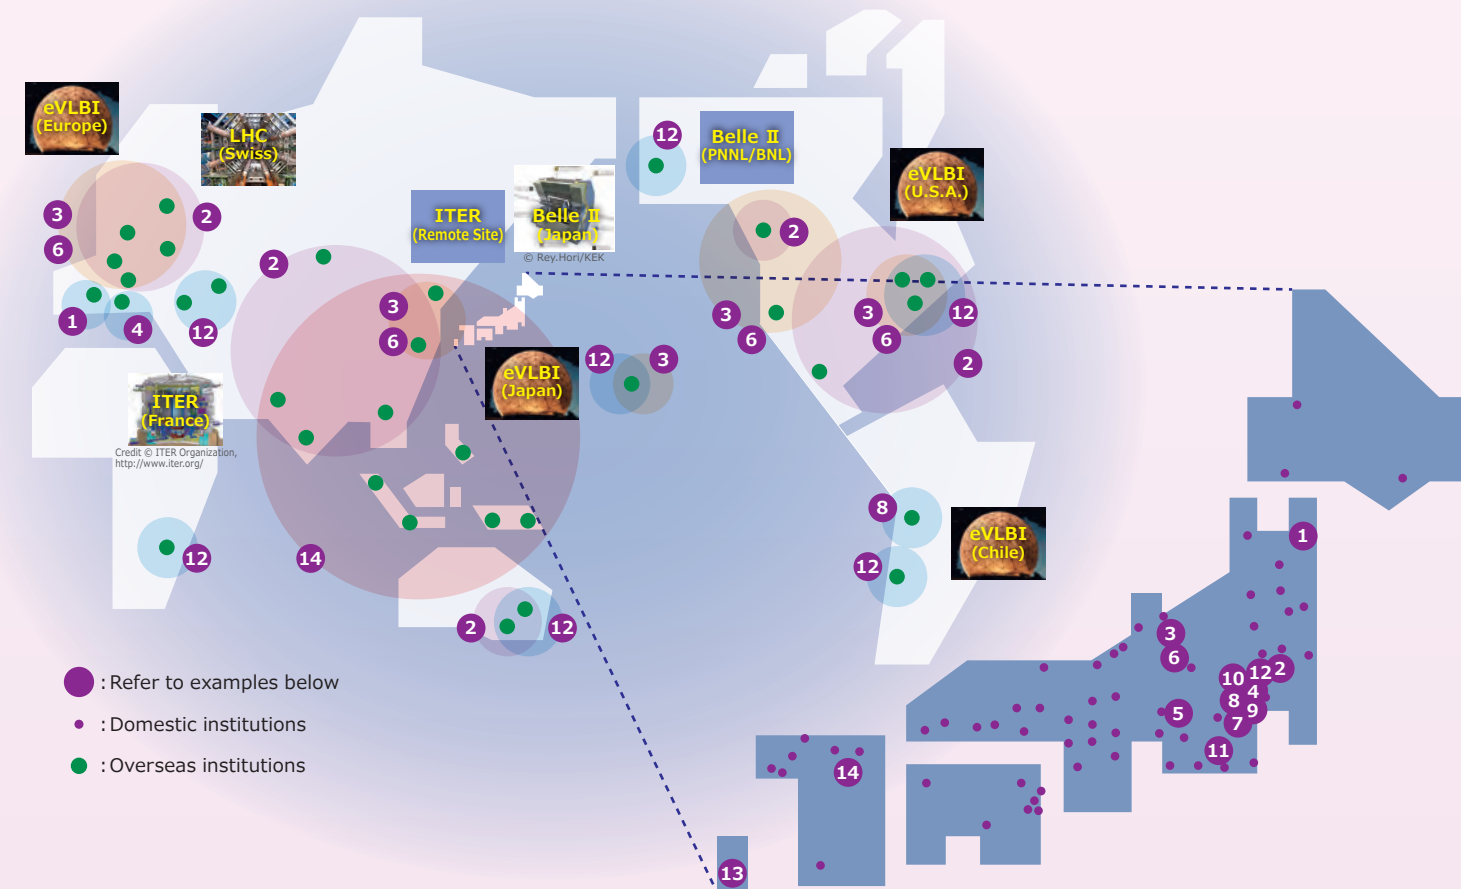 eVLBI
(Europe)
LHC
(Swiss)
12
Belle II
(PNNL/BNL)
eVLBI
(U.S.A.)
3
2
6
ITER
(Remote Site)
Belle II
(Japan)
© Rey.Hori/KEK
2
2
3
6
1
4
12
3
6
3
6
12
2
12
3
eVLBI
(Japan)
ITER
(France)
Credit © ITER Organization,
http://www.iter.org/
8
12
eVLBI
(Chile)
12
14
2
12
: Refer to examples below
: Domestic institutions
: Overseas institutions
1
3
6
10
12
2
4
8
9
5
7
11
14
13